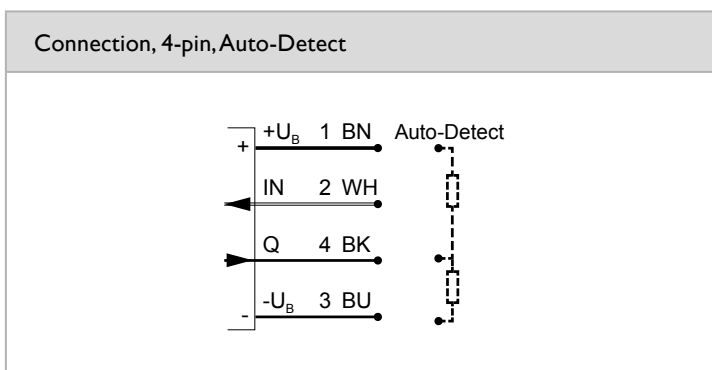 Connection, 4-pin, Auto-Detect
+ +UB 1 BN Auto-Detect
IN 2 WH
Q 4 BK
- -UB 3 BU